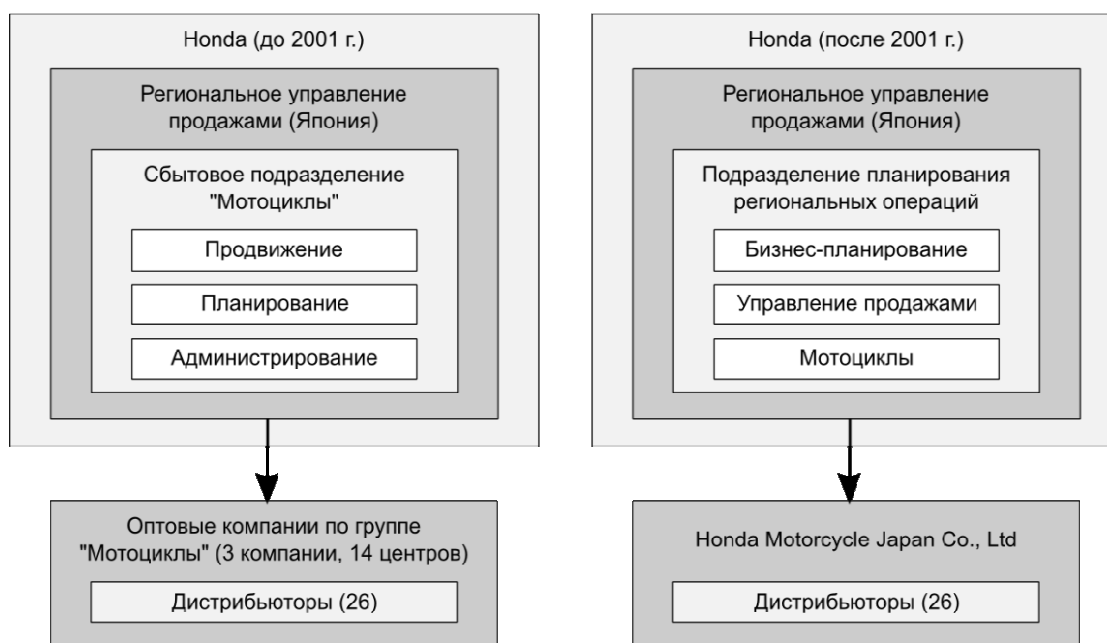 Honda (до 2001 г.)
Региональное управление
продажами (Япония)
Сбытовое подразделение
"Мотоциклы"
Продвижение
Планирование
Администрирование
Оптовые компании по группе
"Мотоциклы" (3 компании, 14 центров)
Дистрибьюторы (26)
Honda (после 2001 г.)
Региональное управление
продажами (Япония)
Подразделение планирования
региональных операций
Бизнес-планирование
Управление продажами
Мотоциклы
Honda Motorcycle Japan Co., Ltd
Дистрибьюторы (26)